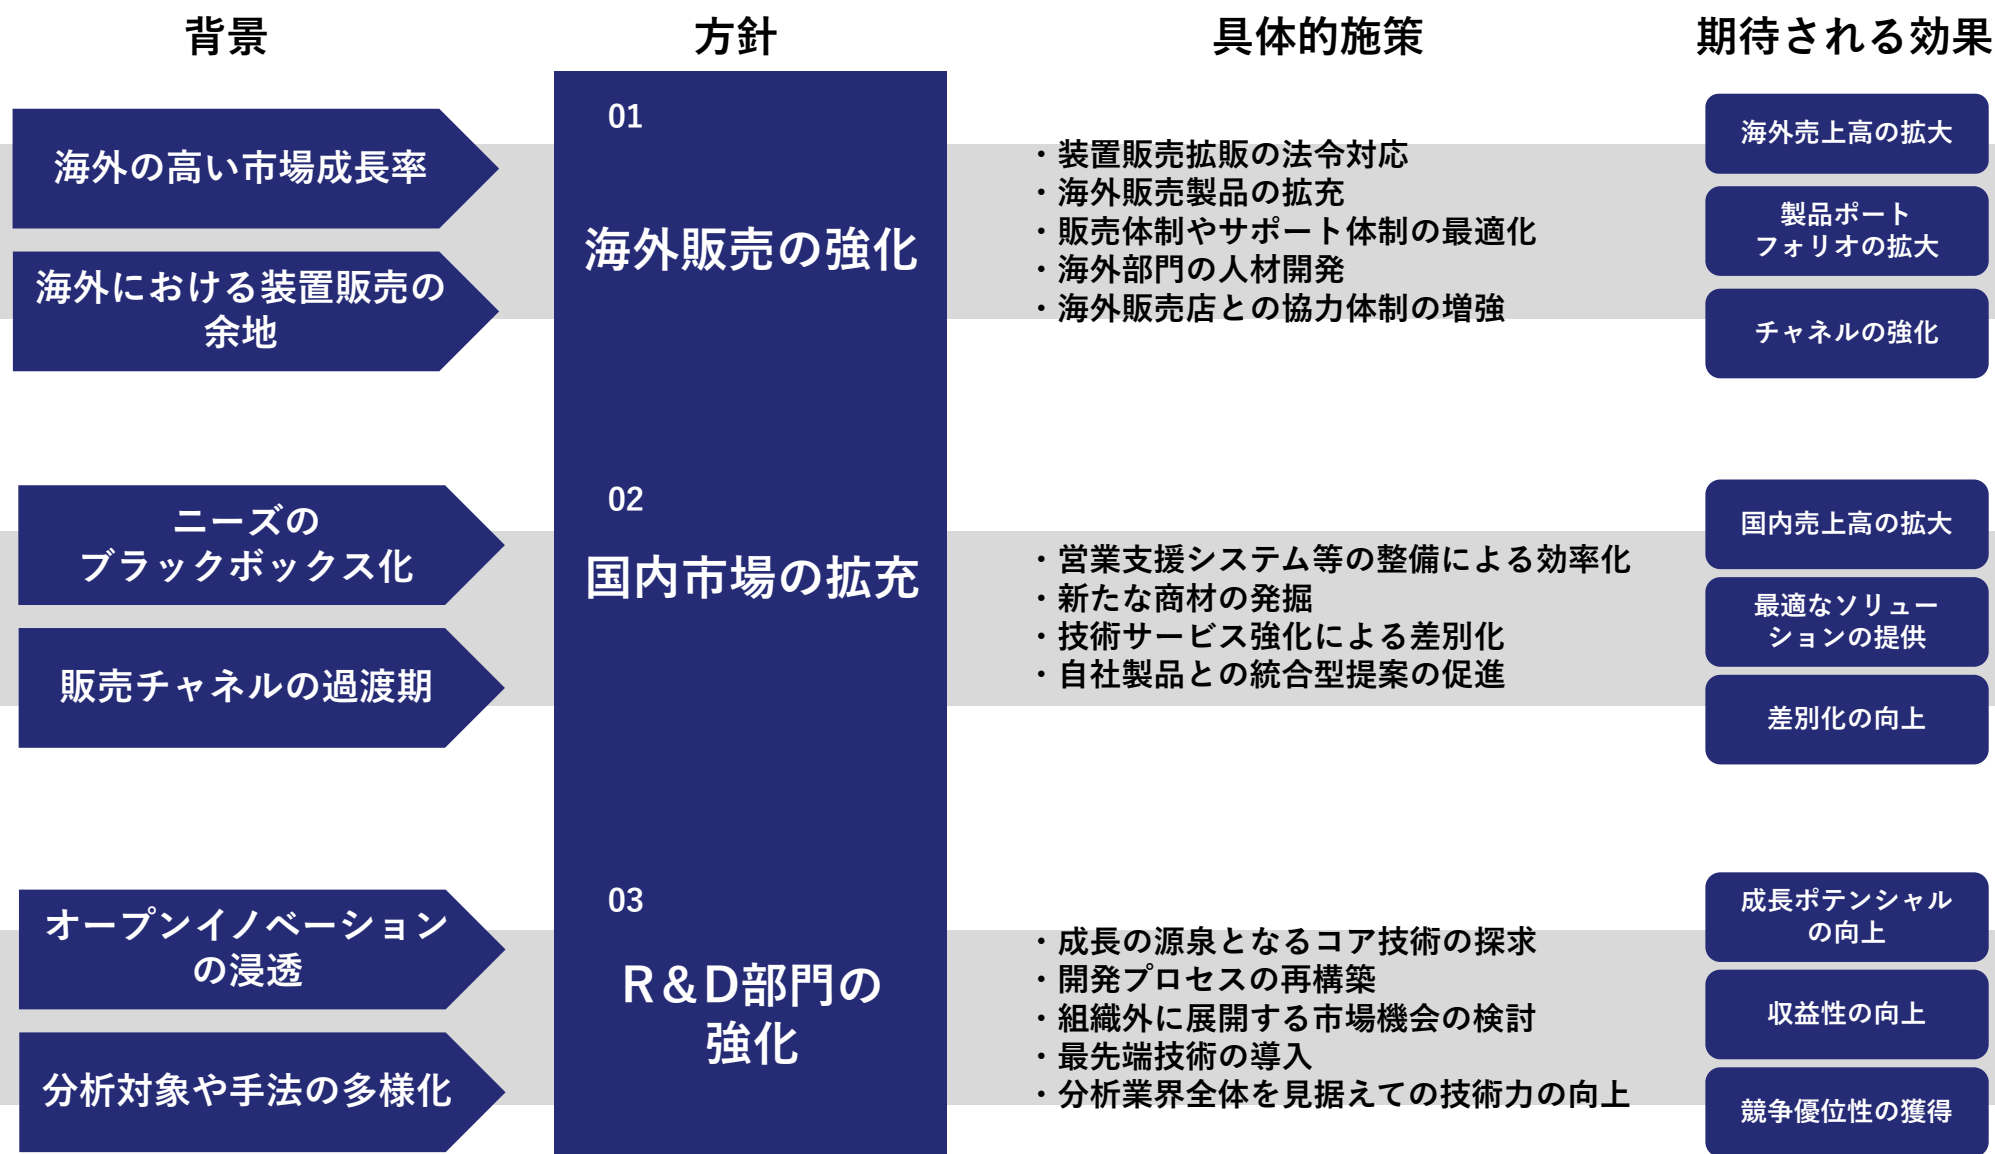 背景
方針
具体的施策
期待される効果
海外の高い市場成長率
海外における装置販売の
余地
01
海外販売の強化
・装置販売拡販の法令対応
・海外販売製品の拡充
・販売体制やサポート体制の最適化
・海外部門の人材開発
・海外販売店との協力体制の増強
海外売上高の拡大
製品ポート
フォリオの拡大
チャネルの強化
ニーズの
ブラックボックス化
販売チャネルの過渡期
02
国内市場の拡充
・営業支援システム等の整備による効率化
・新たな商材の発掘
・技術サービス強化による差別化
・自社製品との統合型提案の促進
国内売上高の拡大
最適なソリュー
ションの提供
差別化の向上
オープンイノベーション
の浸透
分析対象や手法の多様化
03
R＆D部門の
強化
・成長の源泉となるコア技術の探求
・開発プロセスの再構築
・組織外に展開する市場機会の検討
・最先端技術の導入
・分析業界全体を見据えての技術力の向上
成長ポテンシャル
の向上
収益性の向上
競争優位性の獲得